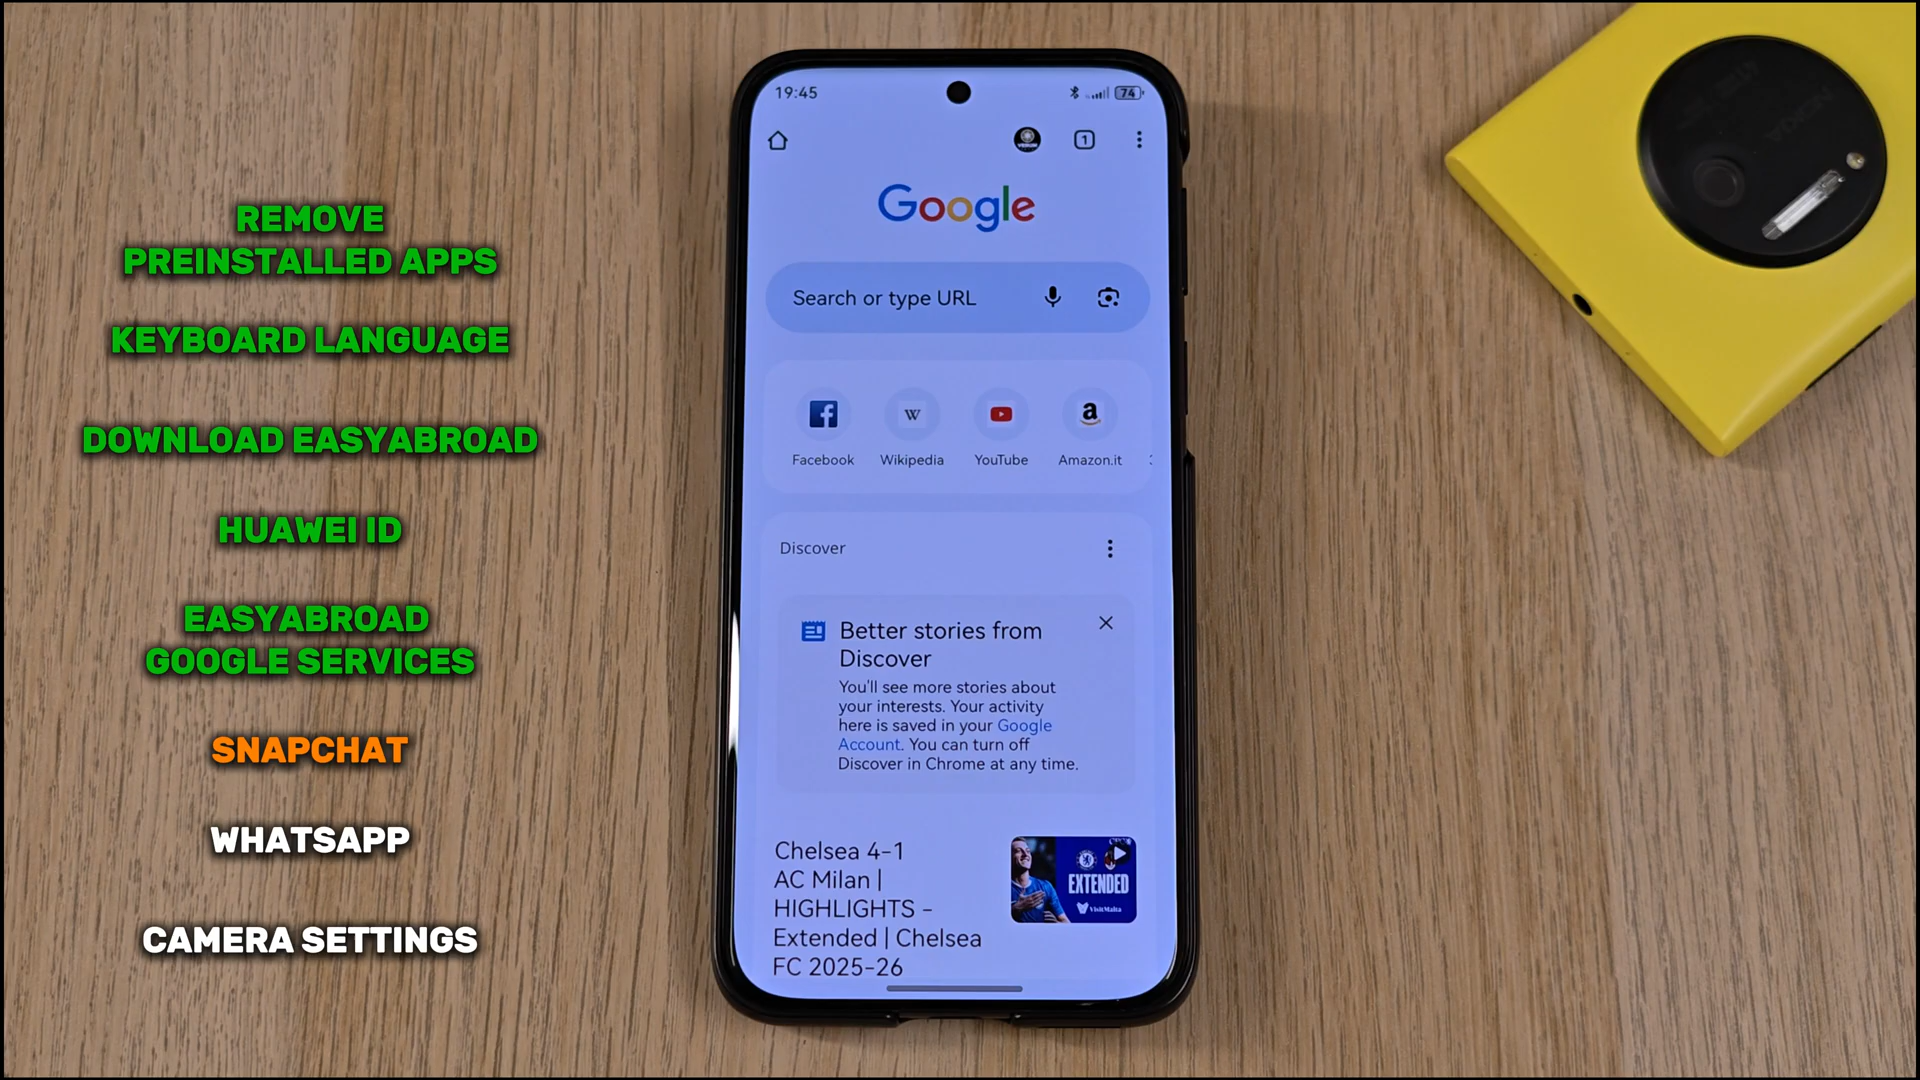 REMOVE
PREINSTALLED APPS
KEYBOARD LANGUAGE
DOWNLOAD EASYABROAD
HUAWEI ID
EASYABROAD
GOOGLE SERVICES
SNAPCHAT
WHATSAPP
CAMERA SETTINGS
19:45
74
1
Google
Search or type URL
Facebook
Wikipedia
YouTube
Amazon.it
W
a
Discover
Better stories from
Discover
You'll see more stories about
your interests. Your activity
here is saved in your Google
Account. You can turn off
Discover in Chrome at any time.
Chelsea 4-1
AC Milan |
HIGHLIGHTS -
Extended | Chelsea
FC 2025-26
EXTENDED
VisitMalta
NOKIA